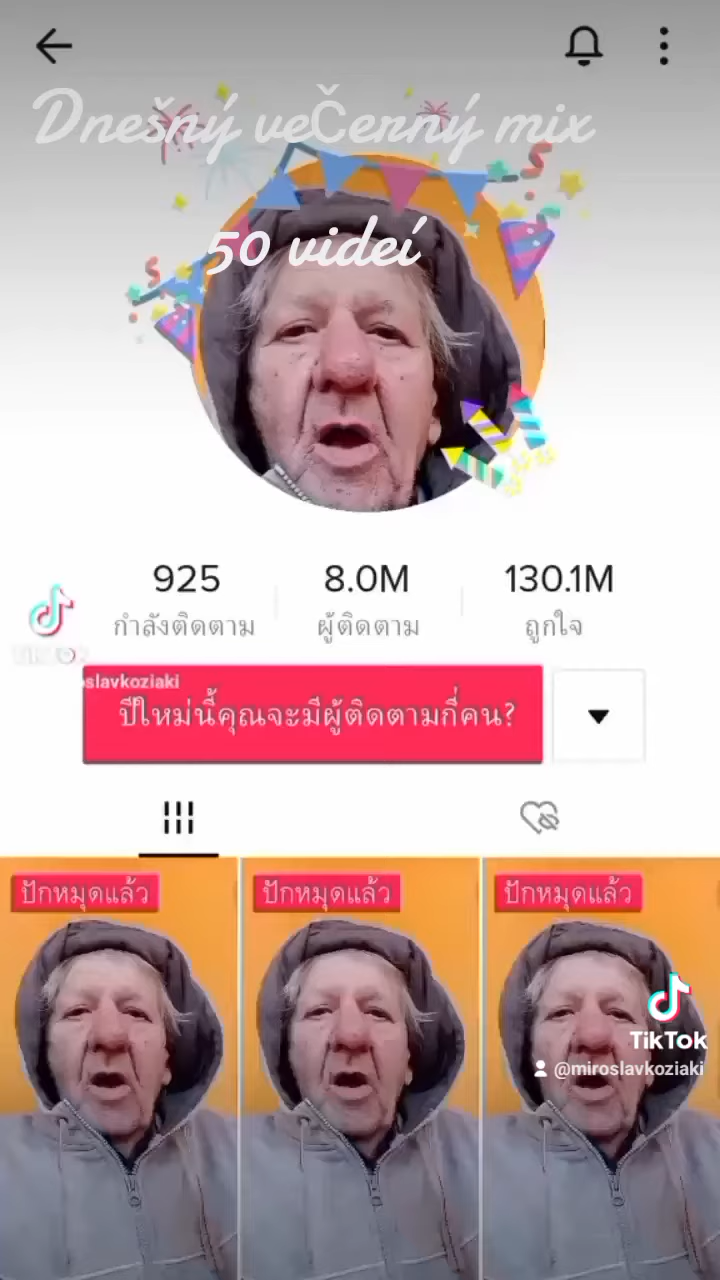 Dnešný veČerný mix
50 videí
925
8.0M
130.1M
กำลังติดตาม
ผู้ติดตาม
ถูกใจ
slavkoziaki
ปีใหม่นี้คุณจะมีผู้ติดตามกี่คน?
ปักหมุดแล้ว
ปักหมุดแล้ว
ปักหมุดแล้ว
TikTok
@miroslavkoziaki